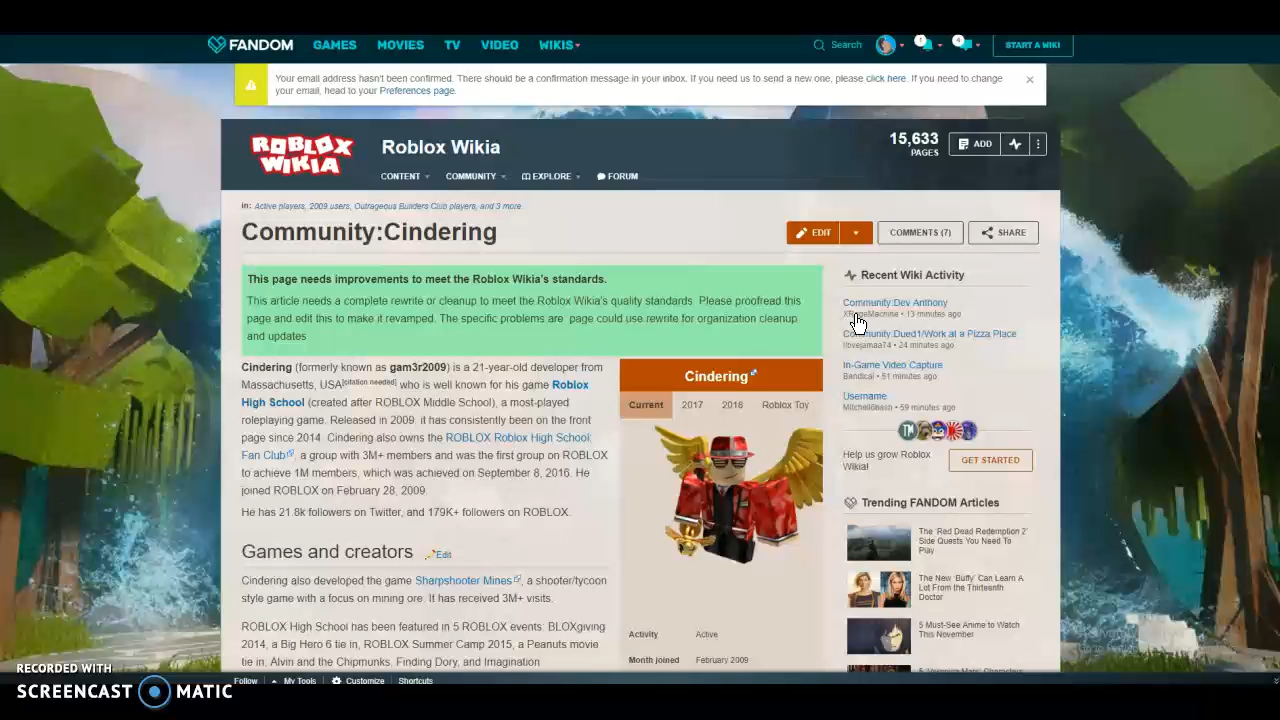 FANDOM GAMES MOVIES TV VIDEO WIKIS Search 1 4 START A WIKI
Your email address hasn't been confirmed. There should be a confirmation message in your inbox. If you need us to send a new one, please click here. If you need to change
your email, head to your Preferences page.
ROBLOX
WIKIA
Roblox Wikia
15,633
PAGES
ADD
CONTENT COMMUNITY EXPLORE FORUM
in: Active players, 2009 users, Outrageous Builders Club players, and 3 more
Community:Cindering
EDIT COMMENTS (7) SHARE
This page needs improvements to meet the Roblox Wikia's standards.
This article needs a complete rewrite or cleanup to meet the Roblox Wikia's quality standards. Please proofread this
page and edit this to make it revamped. The specific problems are page could use rewrite for organization cleanup
and updates
Cindering (formerly known as gam3r2009) is a 21-year-old developer from
Massachusetts, USA[citation needed] who is well known for his game Roblox
High School (created after ROBLOX Middle School), a most-played
roleplaying game. Released in 2009, it has consistently been on the front
page since 2014. Cindering also owns the ROBLOX Roblox High School:
Fan Club, a group with 3M+ members and was the first group on ROBLOX
to achieve 1M members, which was achieved on September 8, 2016. He
joined ROBLOX on February 28, 2009.
He has 21.8k followers on Twitter, and 179K+ followers on ROBLOX.
Games and creators Edit
Cindering also developed the game Sharpshooter Mines, a shooter/tycoon
style game with a focus on mining ore. It has received 3M+ visits.
ROBLOX High School has been featured in 5 ROBLOX events: BLOXgiving
2014, a Big Hero 6 tie in, ROBLOX Summer Camp 2015, a Peanuts movie
tie in, Alvin and the Chipmunks, Finding Dory, and Imagination
Cindering
Current 2017 2016 Roblox Toy
Activity Active
Month joined February 2009
Recent Wiki Activity
Community:Dev Anthony
• 13 minutes ago
Community:Dued1/Work at a Pizza Place
Ilovejamaa74 • 24 minutes ago
In-Game Video Capture
Bandical • 51 minutes ago
Username
Mitchell6bash • 59 minutes ago
TM
Help us grow Roblox
Wikia!
GET STARTED
Trending FANDOM Articles
The 'Red Dead Redemption 2'
Side Quests You Need To
Play
The New 'Buffy' Can Learn A
Lot From the Thirteenth
Doctor
5 Must-See Anime to Watch
This November
Follow My Tools Customize Shortcuts
RECORDED WITH
SCREENCAST MATIC